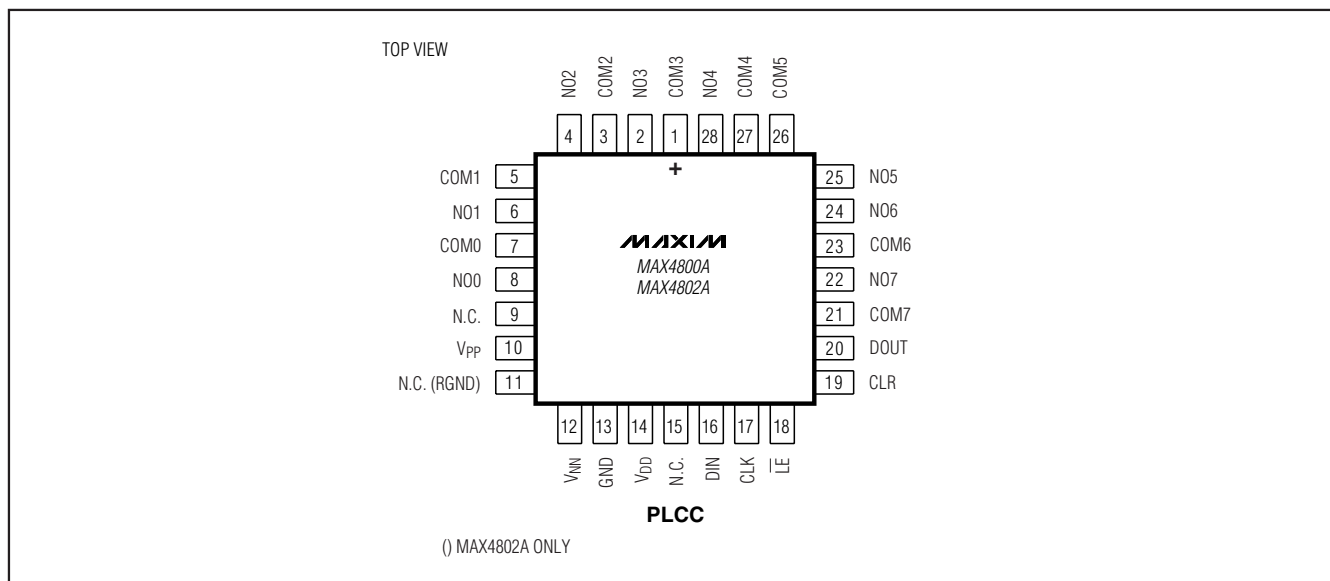 TOP VIEW
NO2 COM2 NO3 COM3 NO4 COM4 COM5
4 3 2 1 28 27 26
+
COM1 5 25 NO5
NO1 6 24 NO6
COM0 7 MAXIM 23 COM6
NO0 8 MAX4800A 22 NO7
MAX4802A
N.C. 9 21 COM7
VPP 10 20 DOUT
N.C. (RGND) 11 19 CLR
12 13 14 15 16 17 18
VNN GND VDD N.C. DIN CLK L̅E̅
PLCC
() MAX4802A ONLY